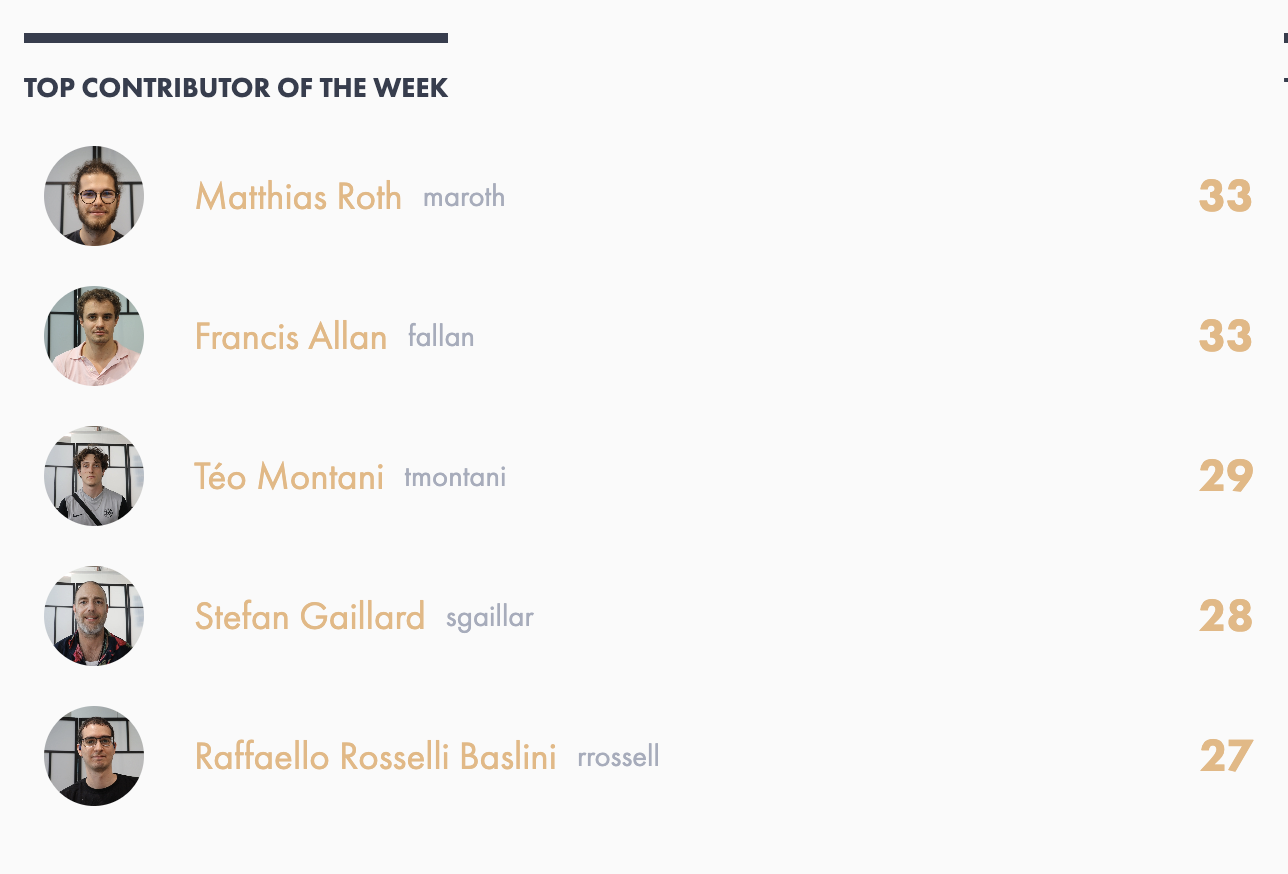 TOP CONTRIBUTOR OF THE WEEK
Matthias Roth maroth 33
Francis Allan fallan 33
Téo Montani tmontani 29
Stefan Gaillard sgaillar 28
Raffaello Rosselli Baslini rrossell 27